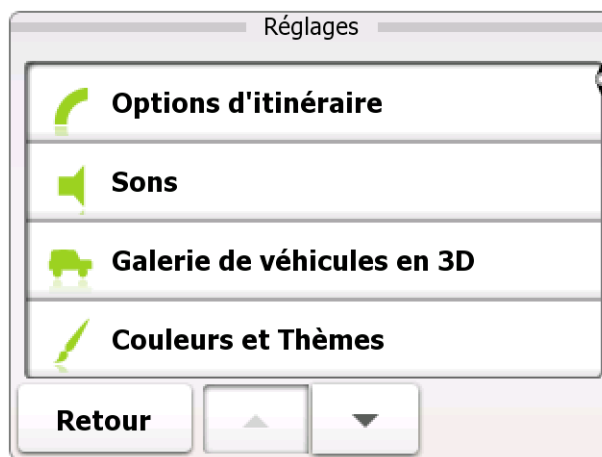 Réglages
Options d'itinéraire
Sons
Galerie de véhicules en 3D
Couleurs et Thèmes
Retour